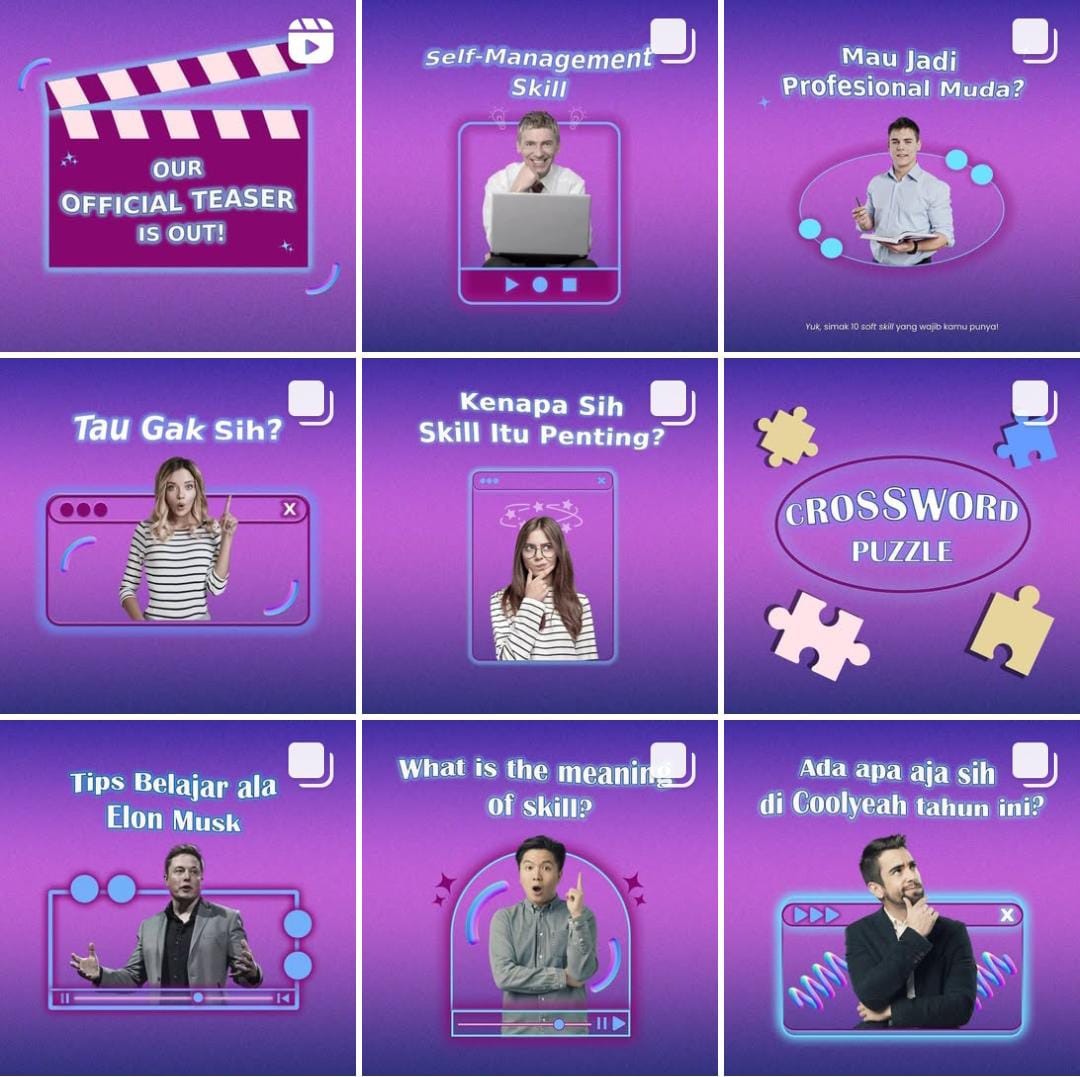 OUR
OFFICIAL TEASER
IS OUT!
Self-Management
Skill
Mau Jadi
Profesional Muda?
Yuk, simak 10 soft skill yang wajib kamu punya!
Tau Gak Sih?
X
Kenapa Sih
Skill Itu Penting?
x
CROSSWORD
PUZZLE
Tips Belajar ala
Elon Musk
What is the meaning
of skill?
Ada apa aja sih
di Coolyeah tahun ini?
X